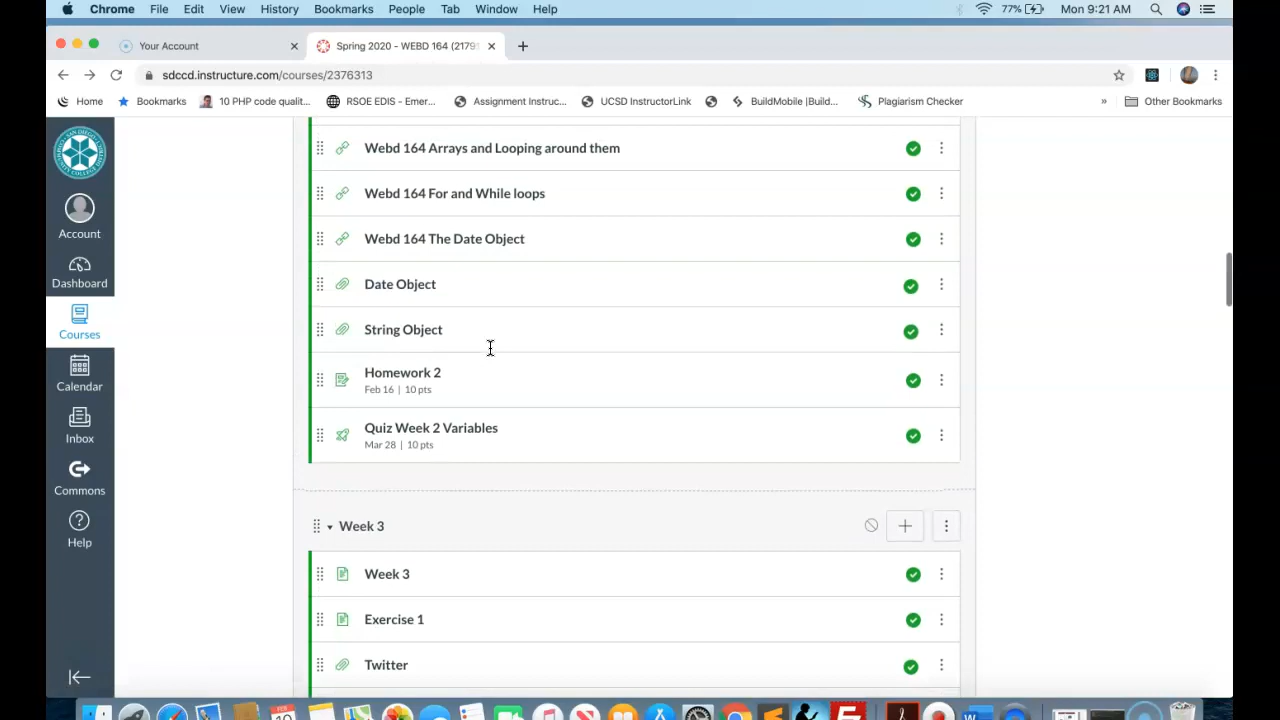 Chrome File Edit View History Bookmarks People Tab Window Help 77% Mon 9:21 AM
Your Account
Spring 2020 - WEBD 164 (2179
sdccd.instructure.com/courses/2376313
Home Bookmarks 10 PHP code qualit... RSOE EDIS - Emer... Assignment Instruc... UCSD InstructorLink BuildMobile |Build... Plagiarism Checker » Other Bookmarks
Account
Dashboard
Courses
Calendar
Inbox
Commons
Help
Webd 164 Arrays and Looping around them
Webd 164 For and While loops
Webd 164 The Date Object
Date Object
String Object
Homework 2
Feb 16 | 10 pts
Quiz Week 2 Variables
Mar 28 | 10 pts
Week 3
Week 3
Exercise 1
Twitter